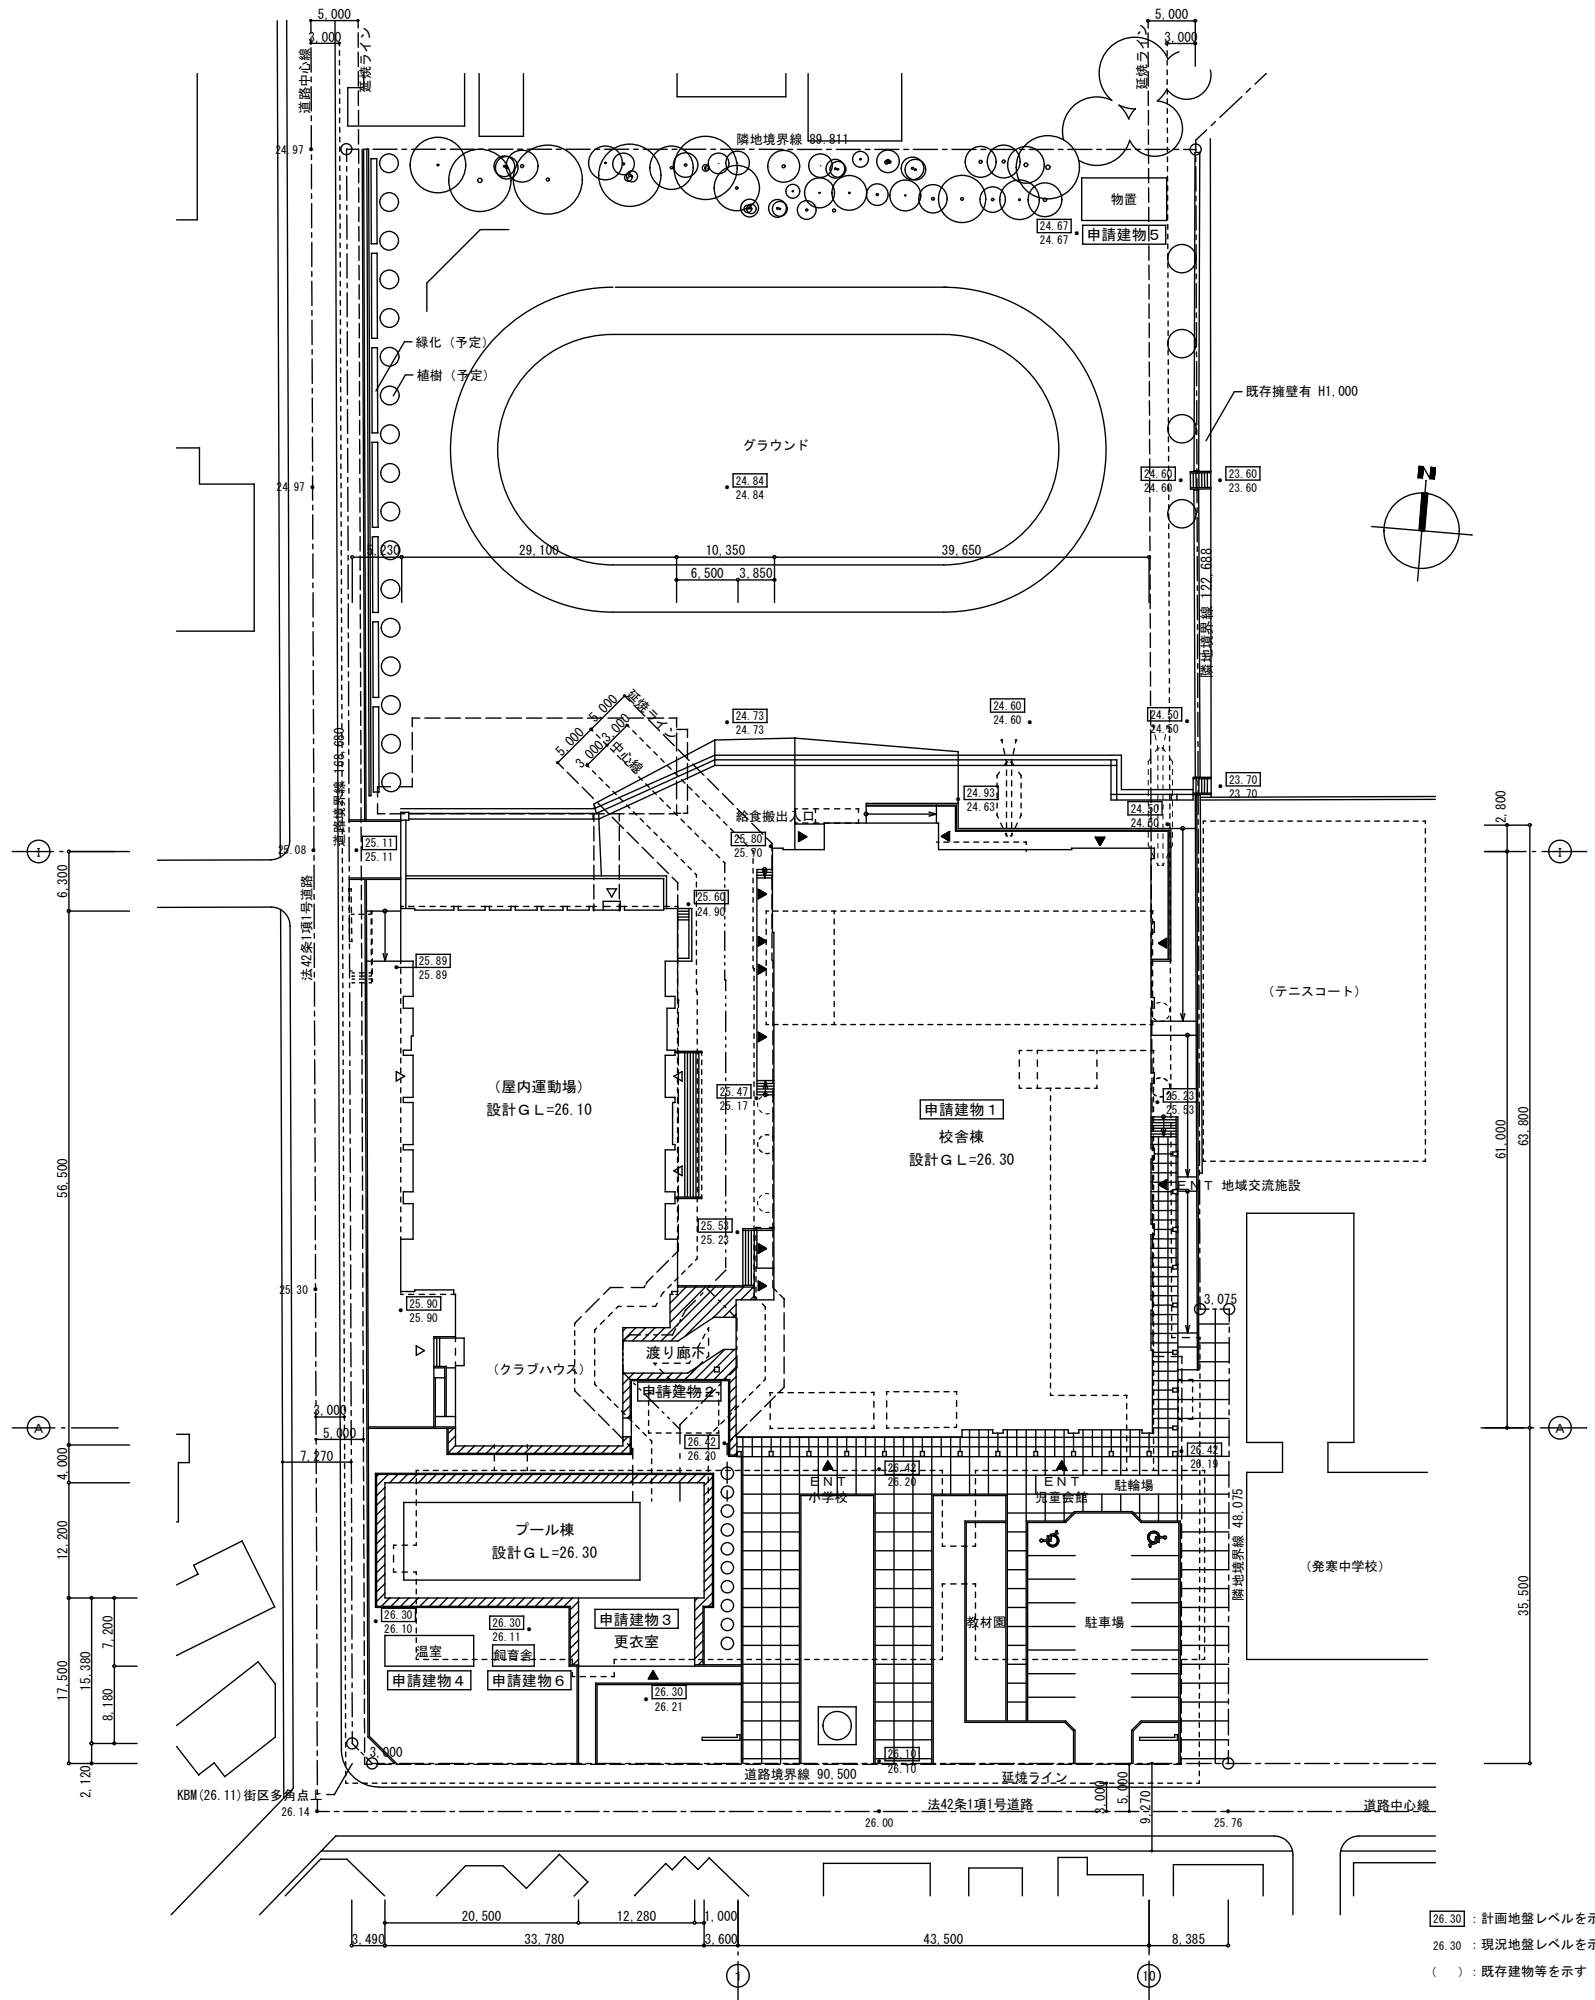 5,000
3,000
道路中心線
延焼ライン
5,000
3,000
延焼ライン
隣地境界線 89.811
24.97
物置
24.67
24.67
申請建物5
緑化（予定）
植樹（予定）
既存擁壁有 H1,000
グラウンド
24.84
24.84
24.97
24.60
24.60
23.60
23.60
N
5,230
29,100
10,350
39,650
6,500
3,850
隣地境界線 122.688
5,000
5,000
延焼ライン
3,000
3,000
中心線
24.73
24.73
24.60
24.60
24.50
24.50
道路境界線 168.680
24.93
24.63
23.70
23.70
24.50
給食搬出入口
2,800
I
25.08
25.11
25.11
25.80
25.70
I
6,300
25.60
24.90
法42条1項1号道路
25.89
25.89
（テニスコート）
（屋内運動場）
設計GL=26.10
25.47
25.17
申請建物1
校舎棟
設計GL=26.30
25.23
25.53
61,000
63,800
56,500
ENT 地域交流施設
25.53
25.23
25.30
25.90
25.90
3,075
渡り廊下
（クラブハウス）
申請建物2
3,000
A
5,000
A
7,270
26.42
26.20
26.42
26.20
26.42
26.19
4,000
ENT
小学校
ENT
児童会館
駐輪場
プール棟
設計GL=26.30
12,200
隣地境界線 48.075
（発寒中学校）
35,500
26.30
26.10
26.30
26.11
申請建物3
更衣室
教材園
駐車場
温室
飼育舎
申請建物4
申請建物6
7,200
15,380
17,500
8,180
26.30
26.21
3,000
26.10
26.10
道路境界線 90,500
延焼ライン
2,120
KBM(26.11)街区多角点上
26.14
3,000
5,000
9,270
法42条1項1号道路
道路中心線
26.00
25.76
20,500
12,280
1,000
3,490
33,780
3,600
43,500
8,385
1
10
26.30 ：計画地盤レベルを示
26.30 ：現況地盤レベルを示
（ ）：既存建物等を示す